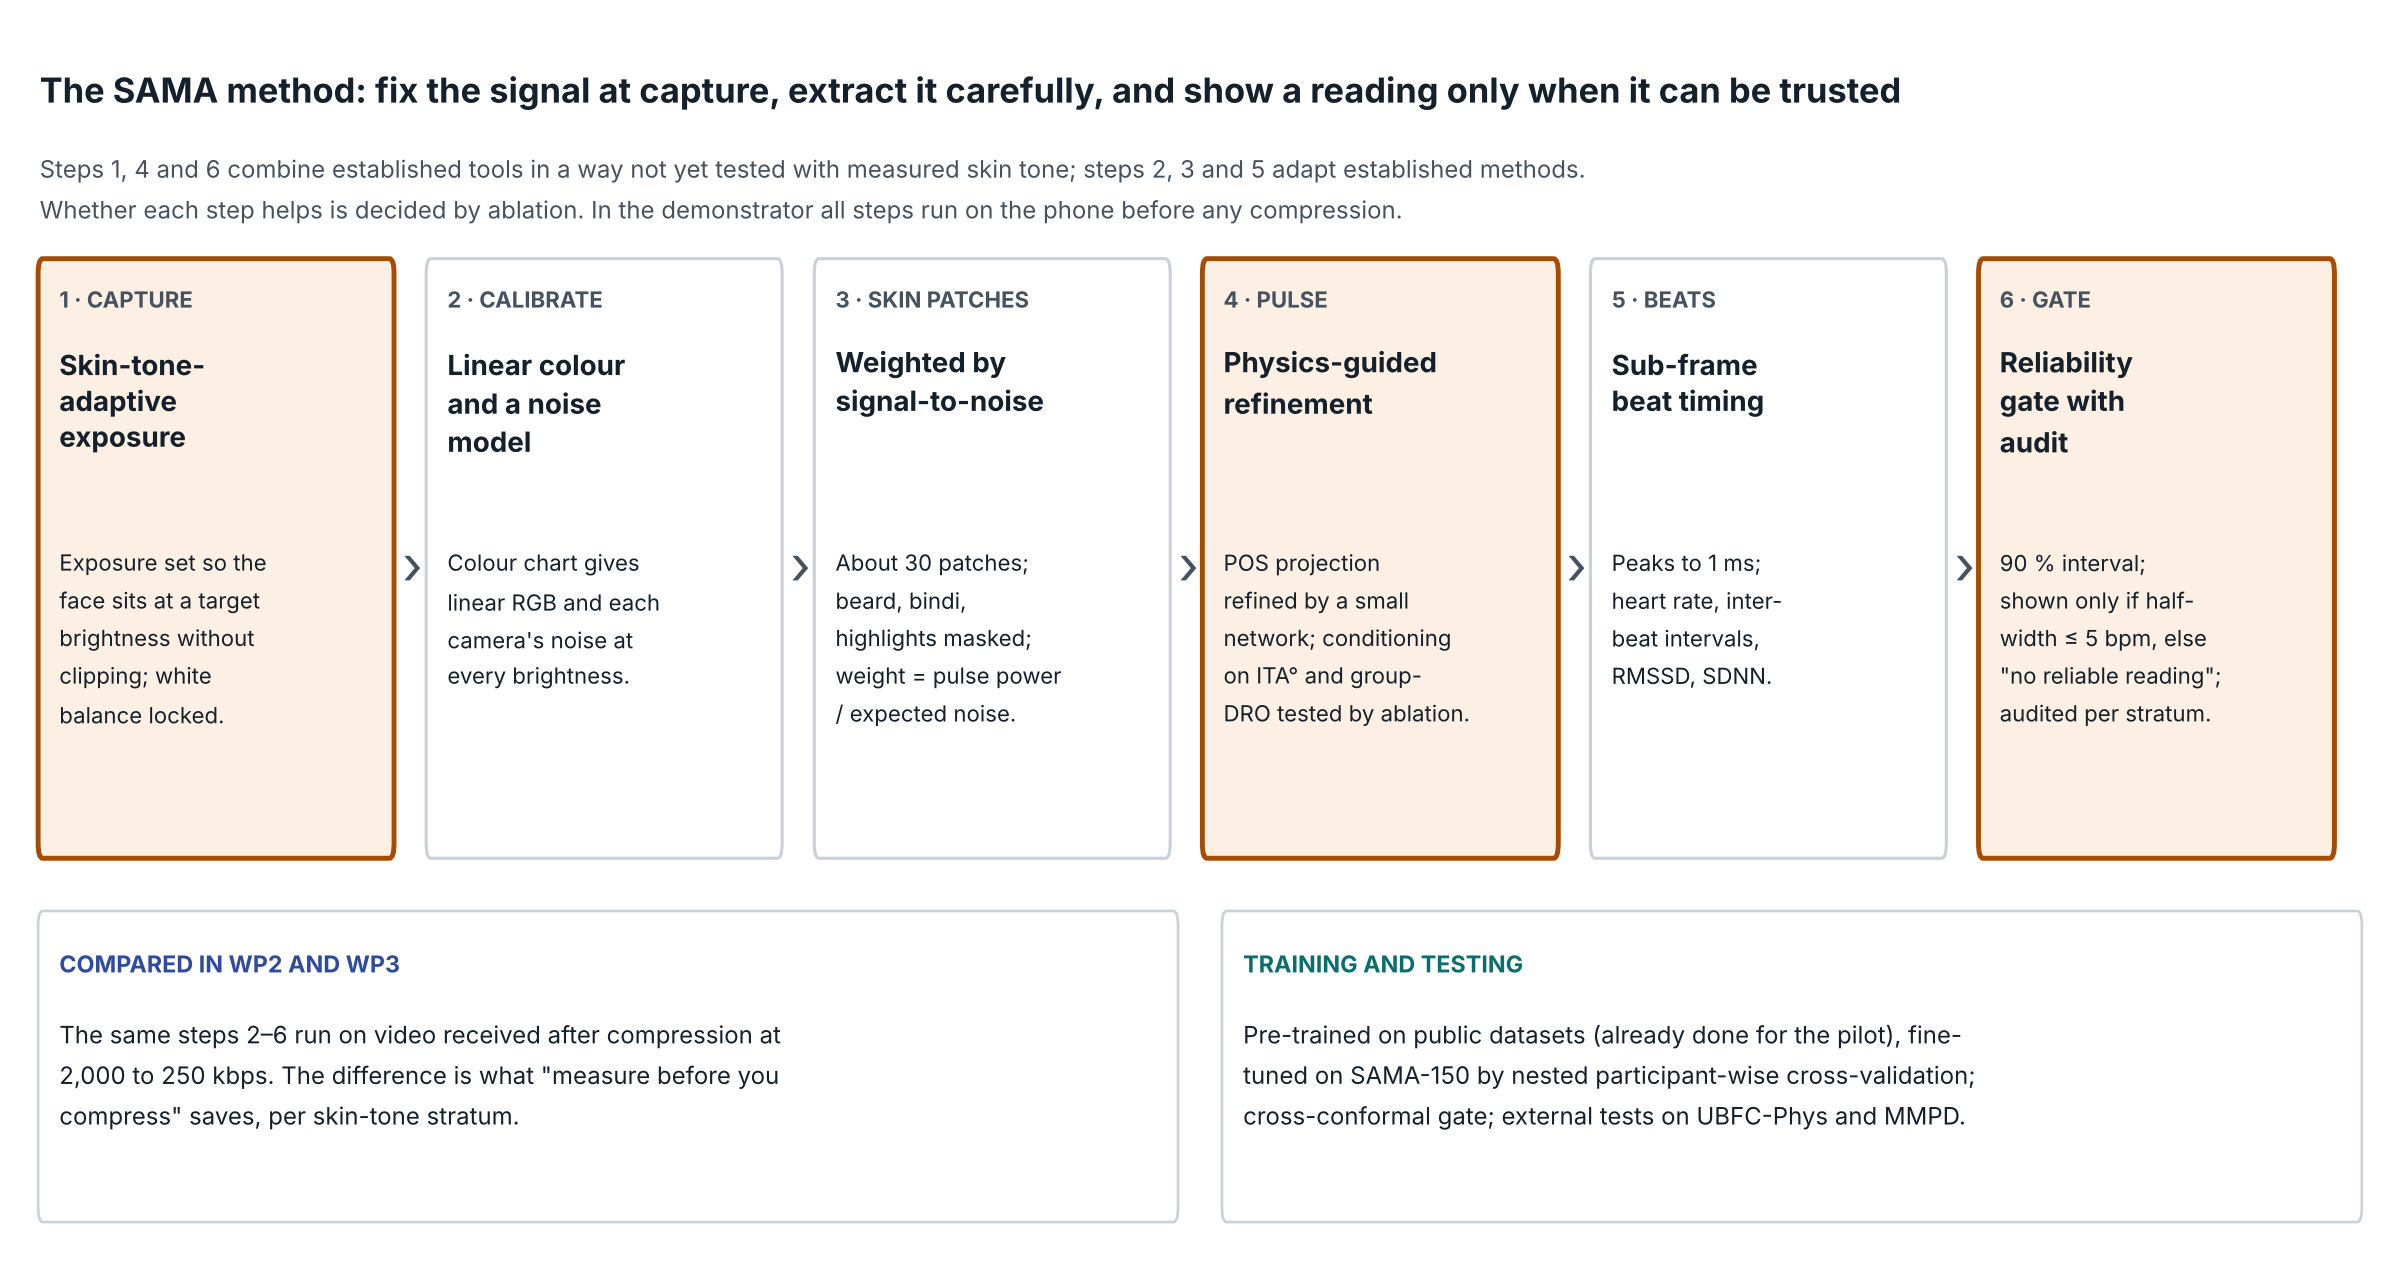 The SAMA method: fix the signal at capture, extract it carefully, and show a reading only when it can be trusted
Steps 1, 4 and 6 combine established tools in a way not yet tested with measured skin tone; steps 2, 3 and 5 adapt established methods.
Whether each step helps is decided by ablation. In the demonstrator all steps run on the phone before any compression.
1 · CAPTURE
Skin-tone-
adaptive
exposure
Exposure set so the
face sits at a target
brightness without
clipping; white
balance locked.
›
2 · CALIBRATE
Linear colour
and a noise
model
Colour chart gives
linear RGB and each
camera's noise at
every brightness.
›
3 · SKIN PATCHES
Weighted by
signal-to-noise
About 30 patches;
beard, bindi,
highlights masked;
weight = pulse power
/ expected noise.
›
4 · PULSE
Physics-guided
refinement
POS projection
refined by a small
network; conditioning
on ITA° and group-
DRO tested by ablation.
›
5 · BEATS
Sub-frame
beat timing
Peaks to 1 ms;
heart rate, inter-
beat intervals,
RMSSD, SDNN.
›
6 · GATE
Reliability
gate with
audit
90 % interval;
shown only if half-
width ≤ 5 bpm, else
"no reliable reading";
audited per stratum.
COMPARED IN WP2 AND WP3
The same steps 2–6 run on video received after compression at
2,000 to 250 kbps. The difference is what "measure before you
compress" saves, per skin-tone stratum.
TRAINING AND TESTING
Pre-trained on public datasets (already done for the pilot), fine-
tuned on SAMA-150 by nested participant-wise cross-validation;
cross-conformal gate; external tests on UBFC-Phys and MMPD.